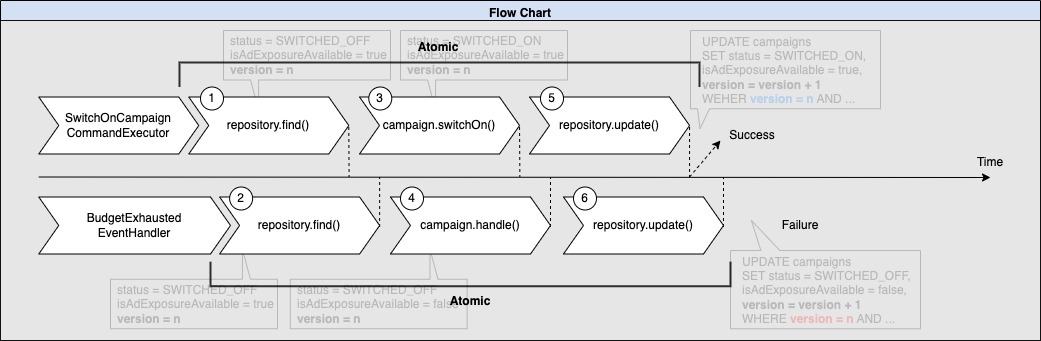 Flow Chart
status = SWITCHED_OFF
isAdExposureAvailable = true
version = n
Atomic
status = SWITCHED_ON
isAdExposureAvailable = true
version = n
UPDATE campaigns
SET status = SWITCHED_ON,
isAdExposureAvailable = true,
version = version + 1
WEHER version = n AND ...
SwitchOnCampaign
CommandExecutor
1
repository.find()
3
campaign.switchOn()
5
repository.update()
Success
Time
BudgetExhausted
EventHandler
2
repository.find()
4
campaign.handle()
6
repository.update()
Failure
status = SWITCHED_OFF
isAdExposureAvailable = true
version = n
status = SWITCHED_OFF
isAdExposureAvailable = false
version = n
Atomic
UPDATE campaigns
SET status = SWITCHED_OFF,
isAdExposureAvailable = false,
version = version + 1
WHERE version = n AND ...